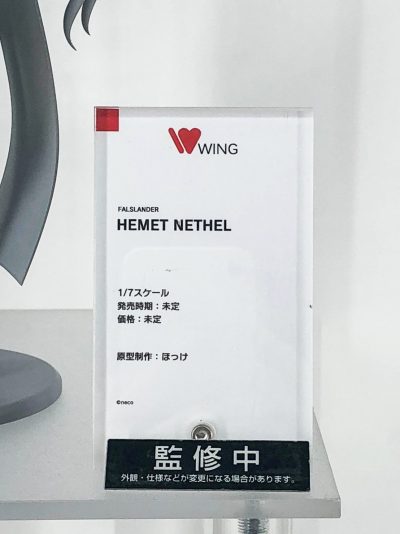 WING
FALSLANDER
HEMET NETHEL
1/7スケール
発売時期：未定
価格：未定
原型制作：ほっけ
©neco
監修中
外観・仕様などが変更になる場合があります。